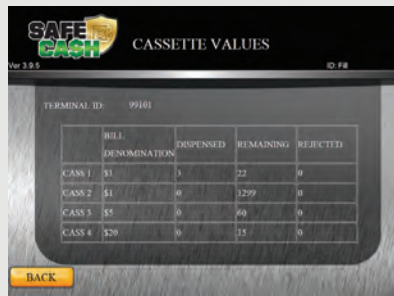 SAFE
CASH
CASSETTE VALUES
Ver 3.9.5
ID: Fill
TERMINAL ID: 99101
BILL DENOMINATION DISPENSED REMAINING REJECTED
CASS 1 $1 3 22 0
CASS 2 $1 0 1299 0
CASS 3 $5 0 60 0
CASS 4 $20 0 35 0
BACK